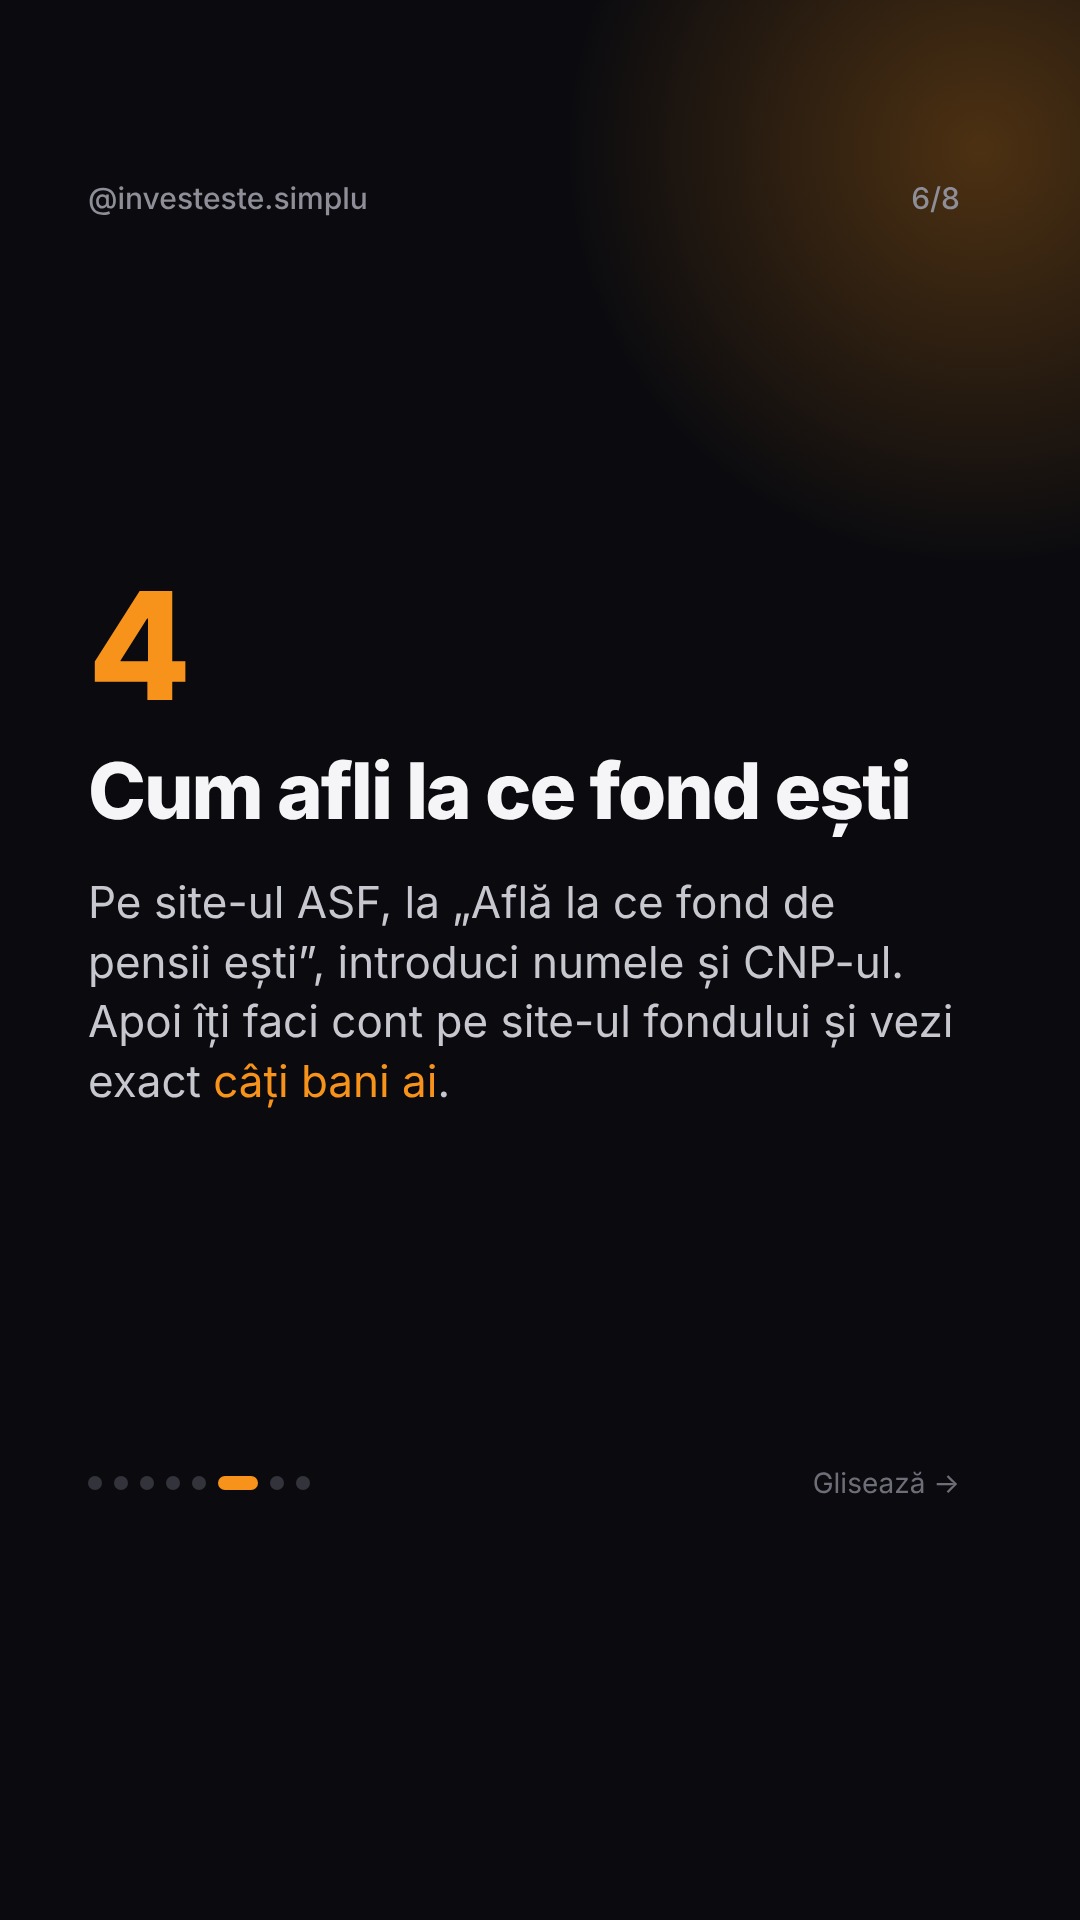 @investeste.simplu
6/8
4
Cum afli la ce fond ești
Pe site-ul ASF, la „Află la ce fond de
pensii ești”, introduci numele și CNP-ul.
Apoi îți faci cont pe site-ul fondului și vezi
exact câți bani ai.
Glisează →